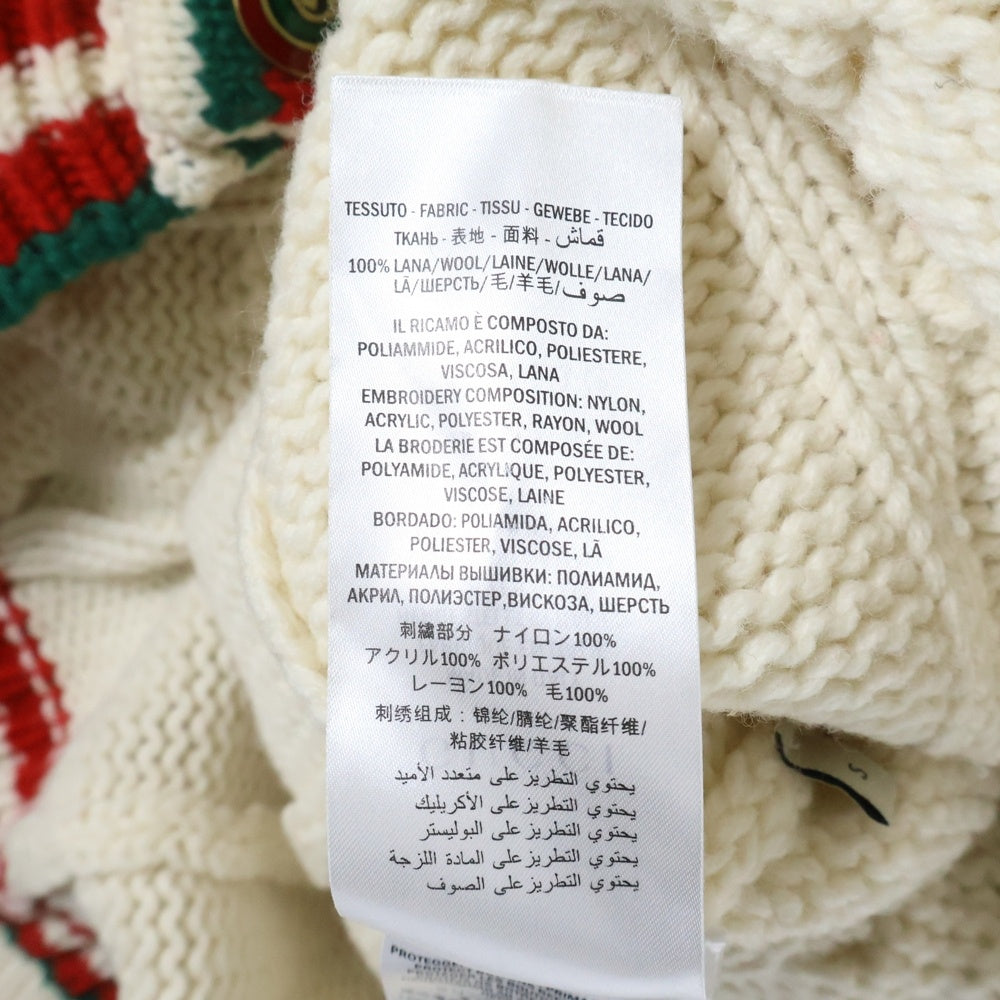 TESSUTO - FABRIC - TISSU - GEWEBE - TECIDO
ТКАНЬ - 表地 - 面料 - قماش
100% LANA/WOOL/LAINE/WOLLE/LANA/
LÃ/ШЕРСТЬ/毛/羊毛/صوف
IL RICAMO È COMPOSTO DA:
POLIAMMIDE, ACRILICO, POLIESTERE,
VISCOSA, LANA
EMBROIDERY COMPOSITION: NYLON,
ACRYLIC, POLYESTER, RAYON, WOOL
LA BRODERIE EST COMPOSÉE DE:
POLYAMIDE, ACRYLIQUE, POLYESTER,
VISCOSE, LAINE
BORDADO: POLIAMIDA, ACRILICO,
POLIESTER, VISCOSE, LÃ
МАТЕРИАЛЫ ВЫШИВКИ: ПОЛИАМИД,
АКРИЛ, ПОЛИЭСТЕР,ВИСКОЗА, ШЕРСТЬ
刺繍部分 ナイロン100%
アクリル100% ポリエステル100%
レーヨン100% 毛100%
刺绣组成：锦纶/腈纶/聚酯纤维/
粘胶纤维/羊毛
يحتوي التطريز على متعدد الأميد
يحتوي التطريز على الأكريليك
يحتوي التطريز على البوليستر
يحتوي التطريز على المادة اللزجة
يحتوي التطريز على الصوف
S